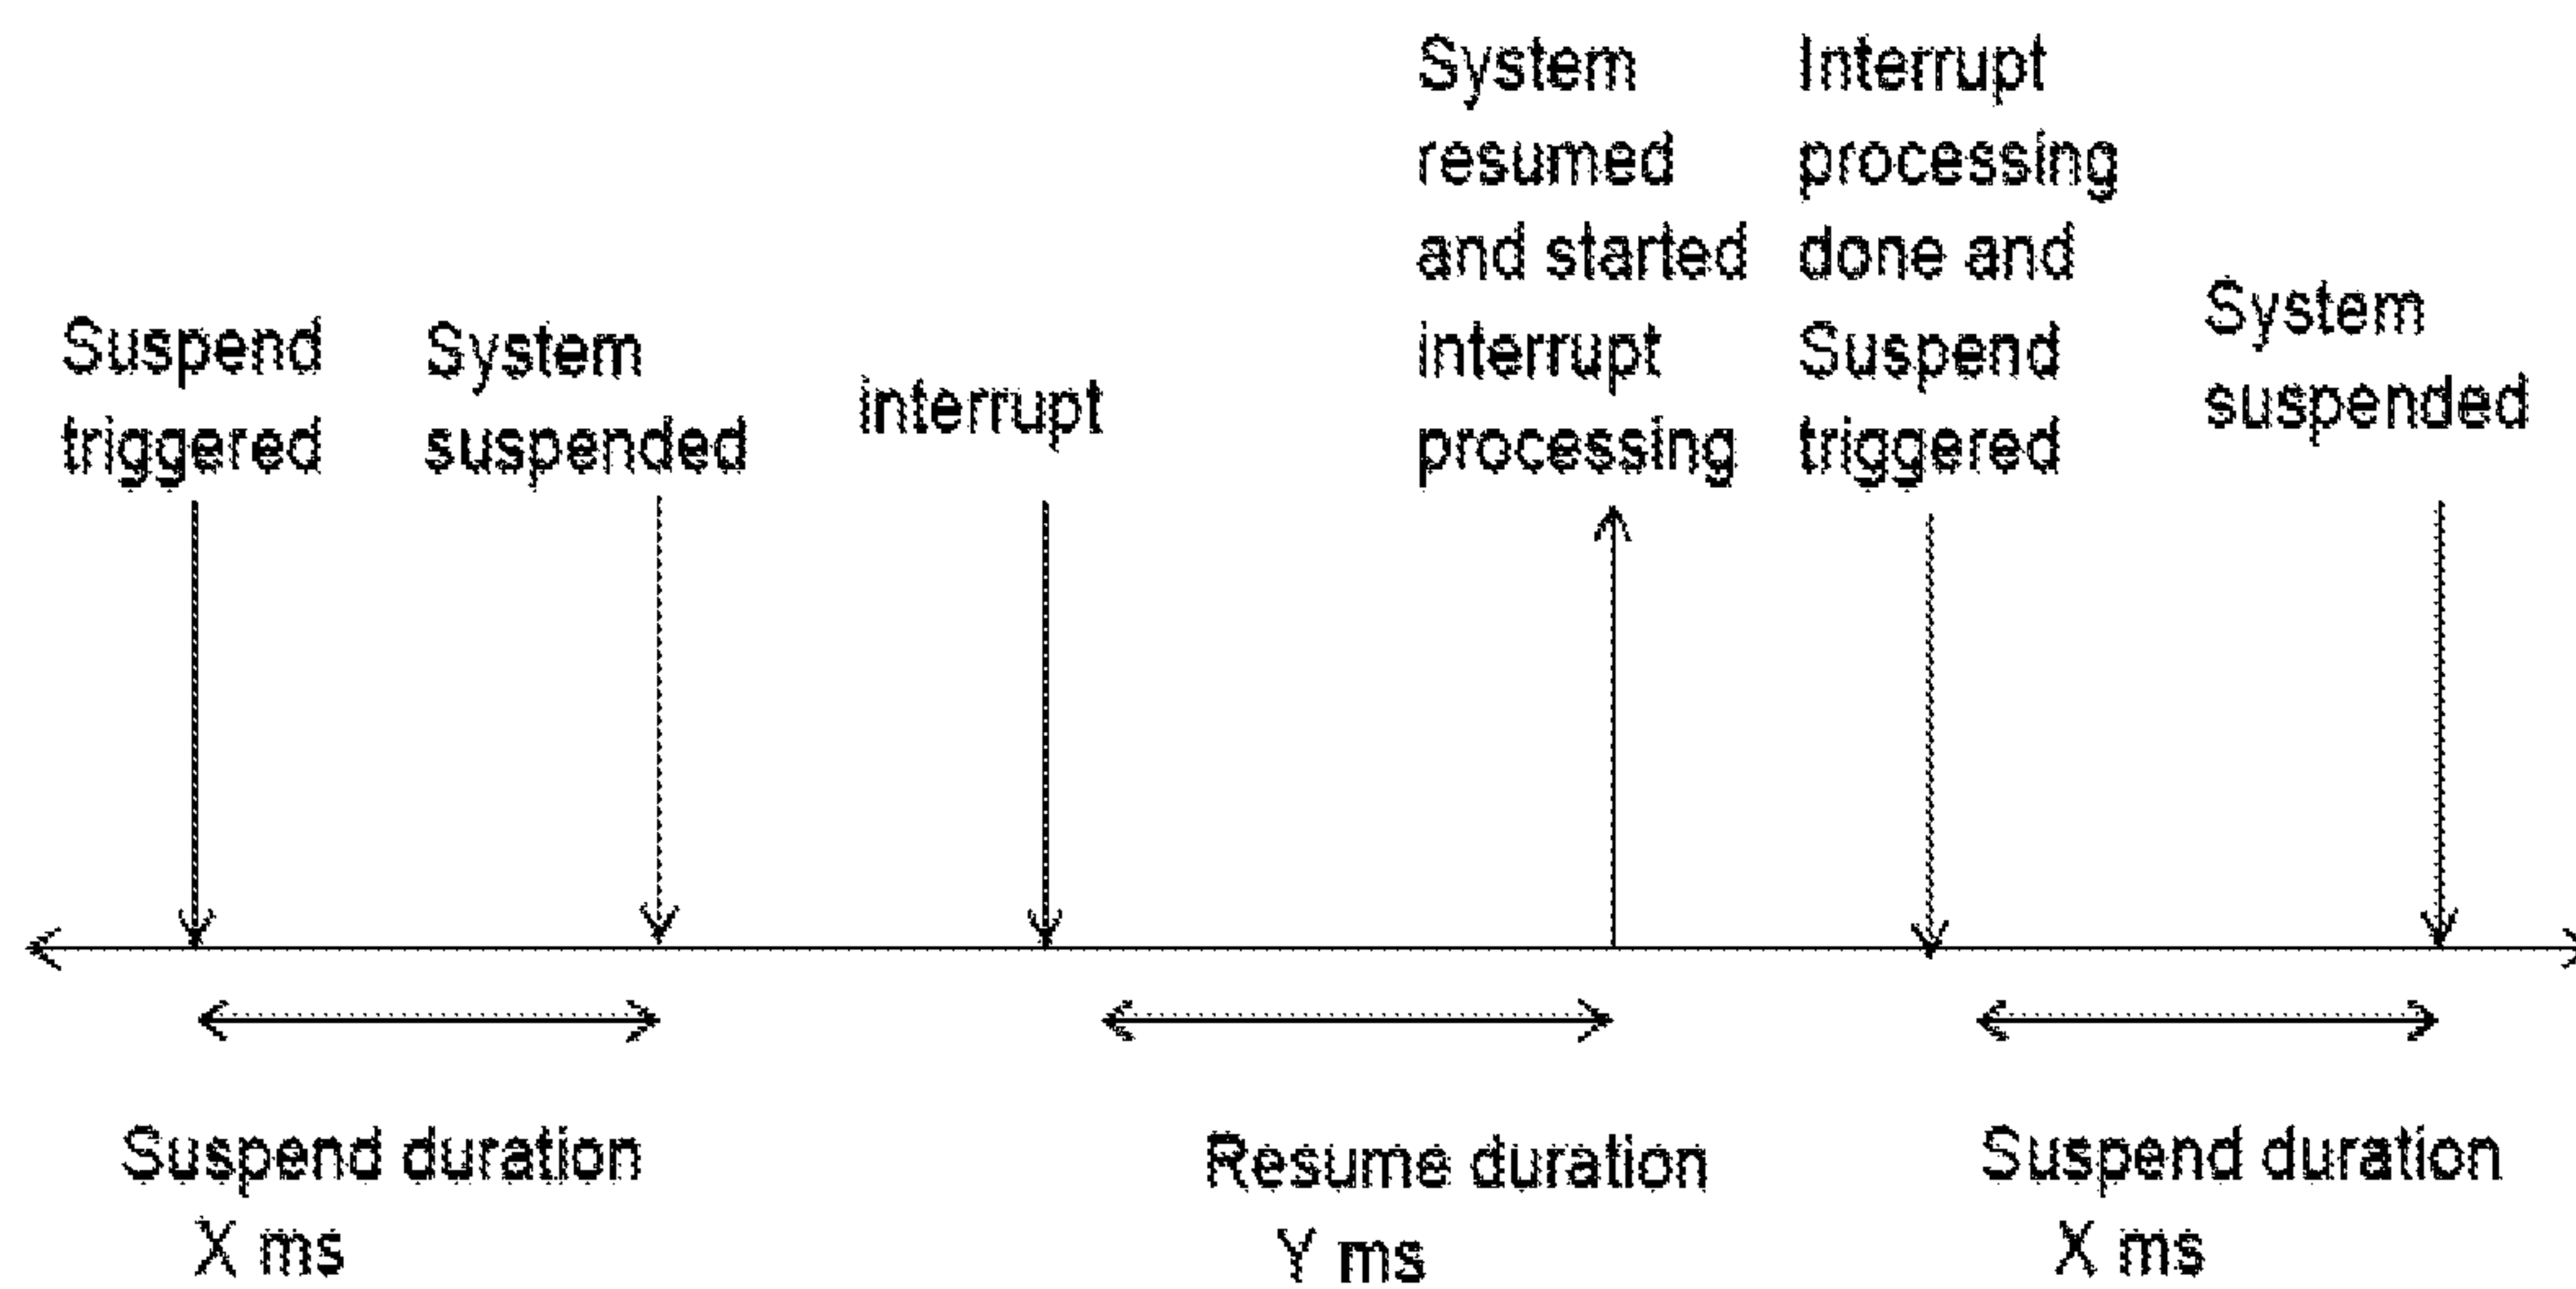 Suspend
triggered
System
suspended
interrupt
System
resumed
and started
interrupt
processing
Interrupt
processing
done and
Suspend
triggered
System
suspended
Suspend duration
X ms
Resume duration
Y ms
Suspend duration
X ms